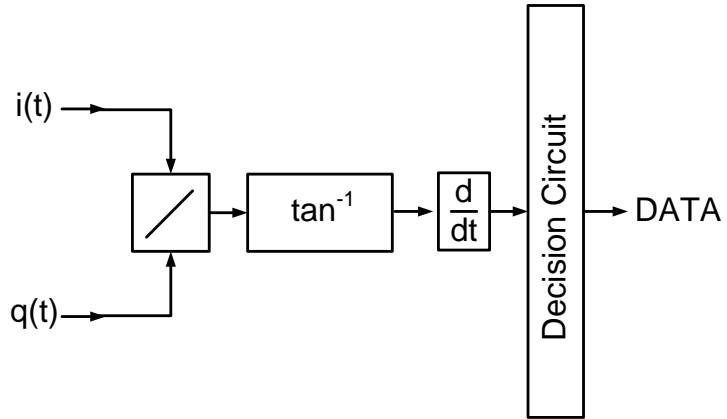 i(t)
q(t)
tan⁻¹
d
dt
Decision Circuit
DATA